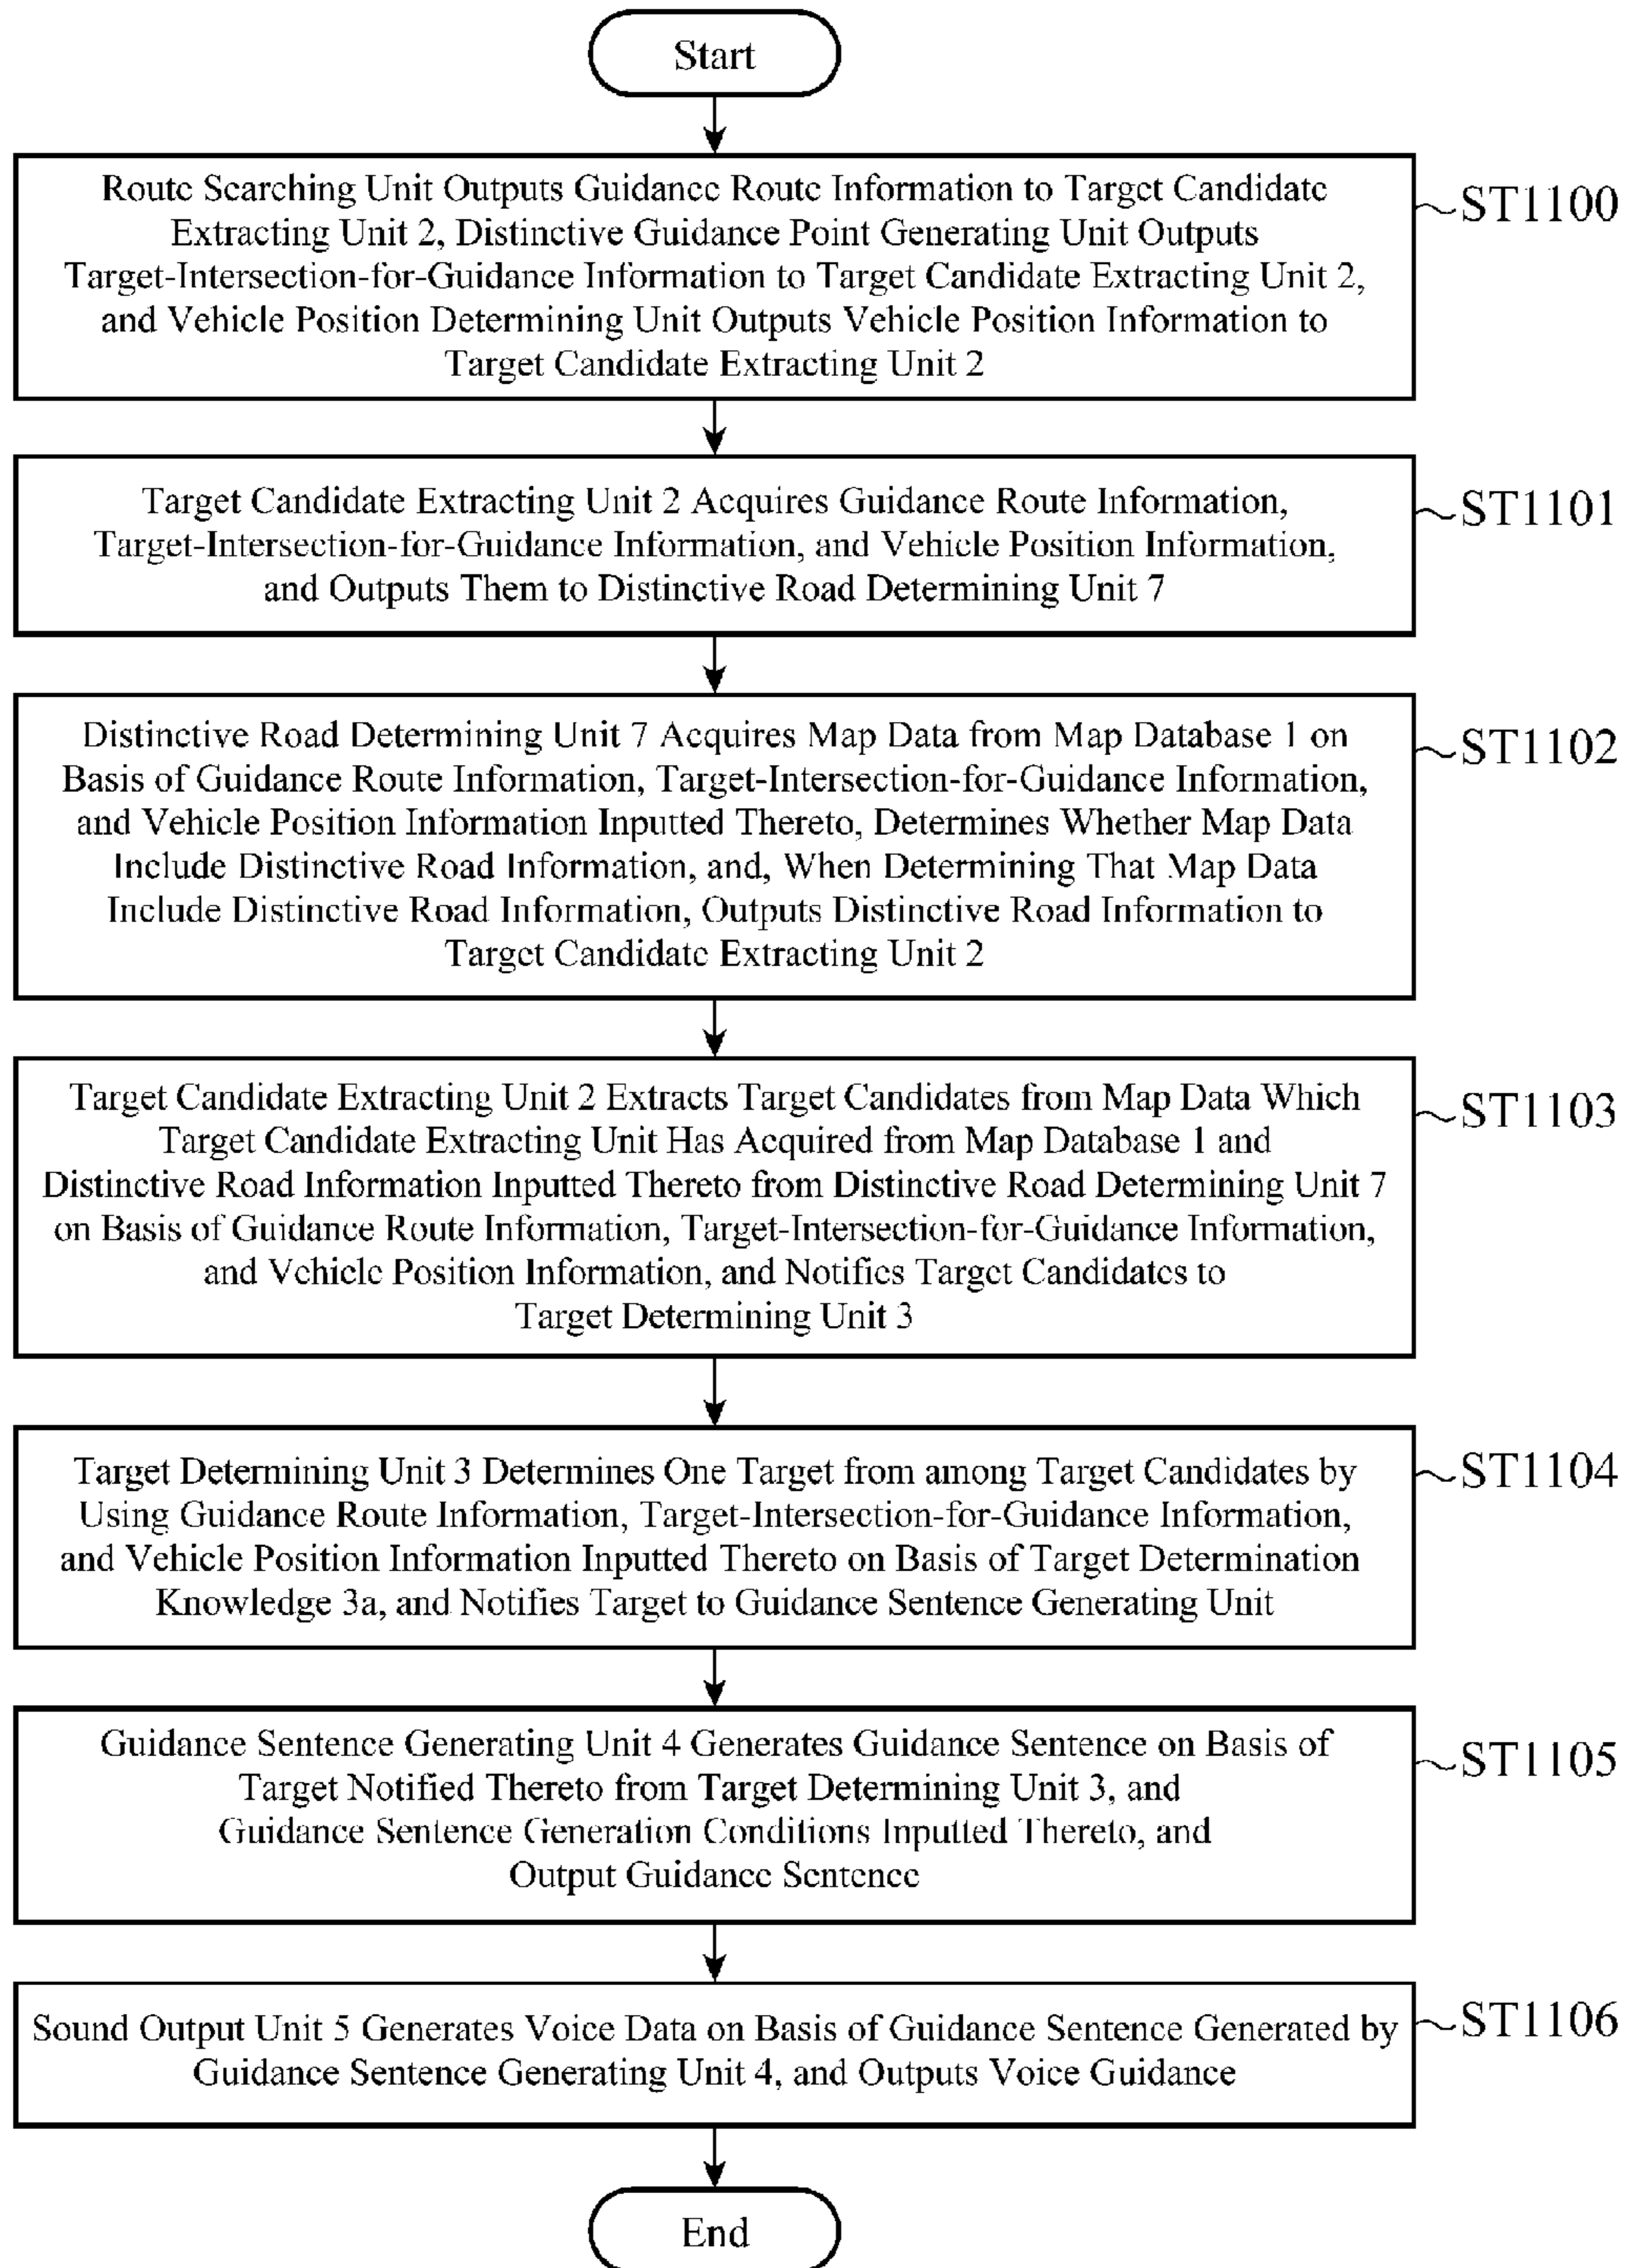 Start
Route Searching Unit Outputs Guidance Route Information to Target Candidate
Extracting Unit 2, Distinctive Guidance Point Generating Unit Outputs
Target-Intersection-for-Guidance Information to Target Candidate Extracting Unit 2,
and Vehicle Position Determining Unit Outputs Vehicle Position Information to
Target Candidate Extracting Unit 2
ST1100
Target Candidate Extracting Unit 2 Acquires Guidance Route Information,
Target-Intersection-for-Guidance Information, and Vehicle Position Information,
and Outputs Them to Distinctive Road Determining Unit 7
ST1101
Distinctive Road Determining Unit 7 Acquires Map Data from Map Database 1 on
Basis of Guidance Route Information, Target-Intersection-for-Guidance Information,
and Vehicle Position Information Inputted Thereto, Determines Whether Map Data
Include Distinctive Road Information, and, When Determining That Map Data
Include Distinctive Road Information, Outputs Distinctive Road Information to
Target Candidate Extracting Unit 2
ST1102
Target Candidate Extracting Unit 2 Extracts Target Candidates from Map Data Which
Target Candidate Extracting Unit Has Acquired from Map Database 1 and
Distinctive Road Information Inputted Thereto from Distinctive Road Determining Unit 7
on Basis of Guidance Route Information, Target-Intersection-for-Guidance Information,
and Vehicle Position Information, and Notifies Target Candidates to
Target Determining Unit 3
ST1103
Target Determining Unit 3 Determines One Target from among Target Candidates by
Using Guidance Route Information, Target-Intersection-for-Guidance Information,
and Vehicle Position Information Inputted Thereto on Basis of Target Determination
Knowledge 3a, and Notifies Target to Guidance Sentence Generating Unit
ST1104
Guidance Sentence Generating Unit 4 Generates Guidance Sentence on Basis of
Target Notified Thereto from Target Determining Unit 3, and
Guidance Sentence Generation Conditions Inputted Thereto, and
Output Guidance Sentence
ST1105
Sound Output Unit 5 Generates Voice Data on Basis of Guidance Sentence Generated by
Guidance Sentence Generating Unit 4, and Outputs Voice Guidance
ST1106
End